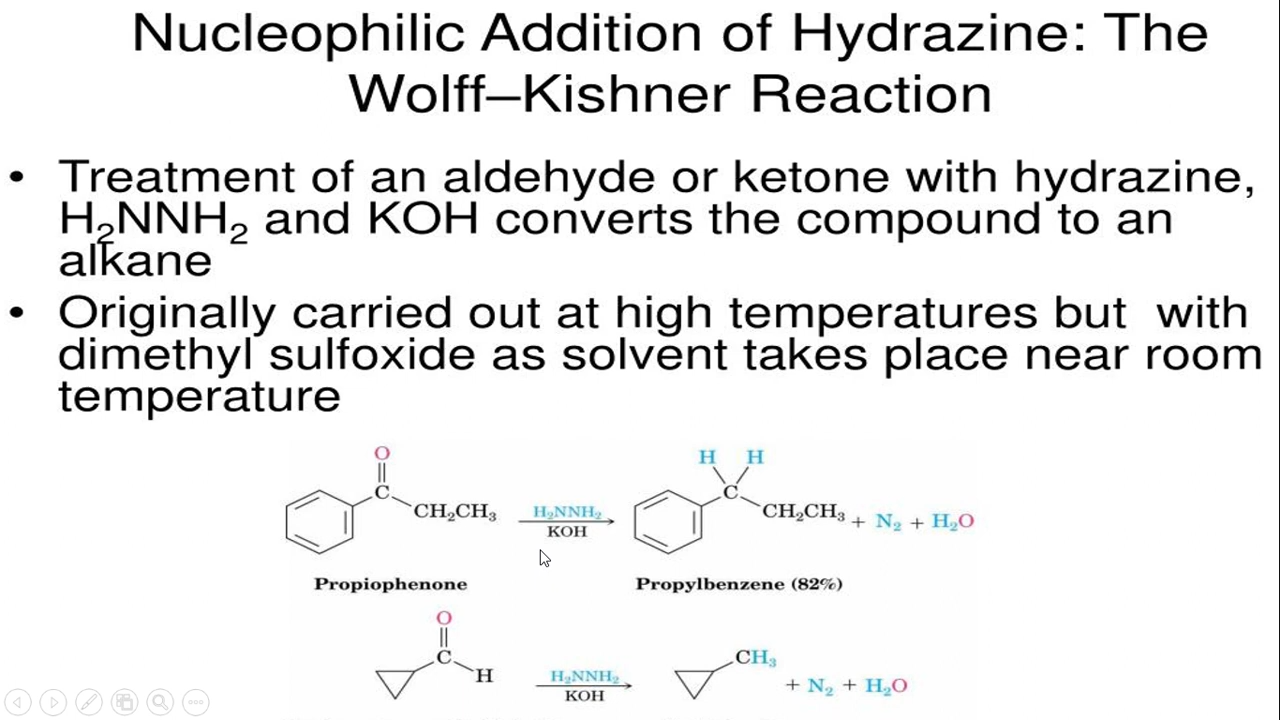 Nucleophilic Addition of Hydrazine: The
Wolff–Kishner Reaction
• Treatment of an aldehyde or ketone with hydrazine,
H₂NNH₂ and KOH converts the compound to an
alkane
• Originally carried out at high temperatures but  with
dimethyl sulfoxide as solvent takes place near room
temperature
O
H H
C
C
CH₂CH₃
H₂NNH₂
CH₂CH₃ + N₂ + H₂O
KOH
Propiophenone
Propylbenzene (82%)
O
C
CH₃
H
H₂NNH₂
+ N₂ + H₂O
KOH